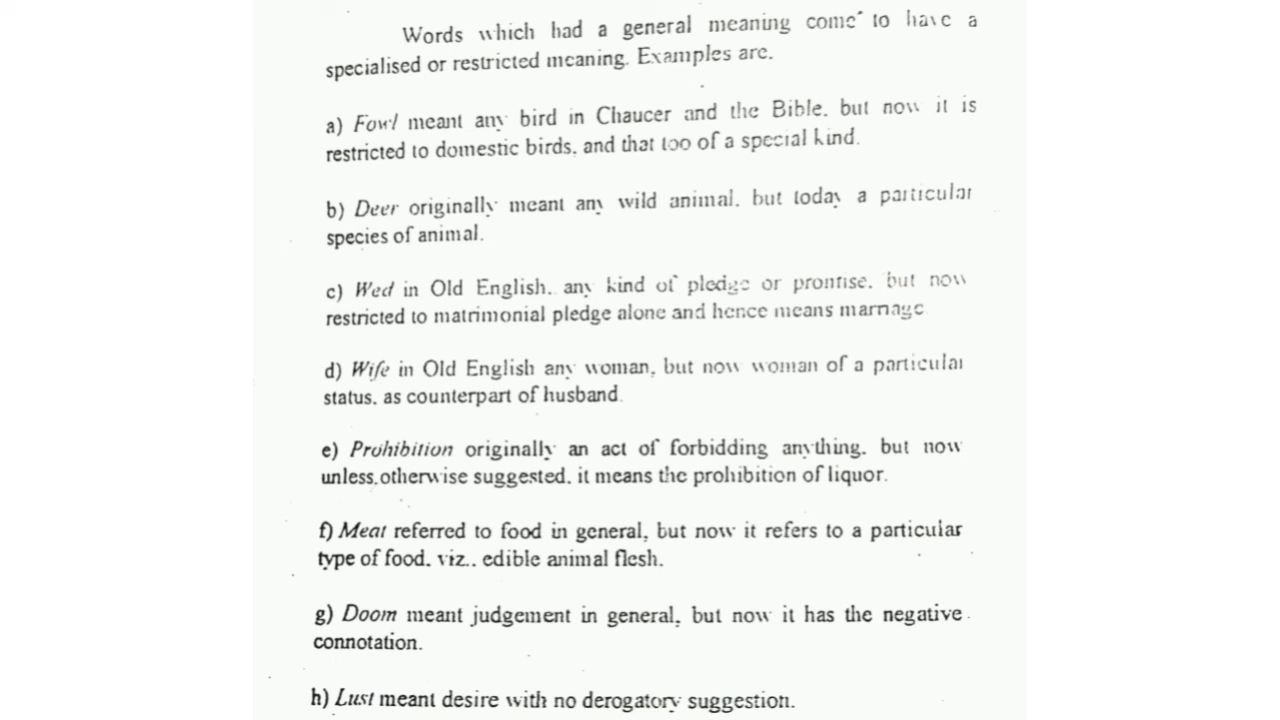 Words which had a general meaning come to have a
specialised or restricted meaning. Examples are.
a) Fowl meant any bird in Chaucer and the Bible, but now it is
restricted to domestic birds, and that too of a special kind.
b) Deer originally meant any wild animal, but today a particular
species of animal.
c) Wed in Old English, any kind of pledge or promise, but now
restricted to matrimonial pledge alone and hence means marriage
d) Wife in Old English any woman, but now woman of a particular
status, as counterpart of husband.
e) Prohibition originally an act of forbidding anything, but now
unless otherwise suggested, it means the prohibition of liquor.
f) Meat referred to food in general, but now it refers to a particular
type of food, viz., edible animal flesh.
g) Doom meant judgement in general, but now it has the negative
connotation.
h) Lust meant desire with no derogatory suggestion.